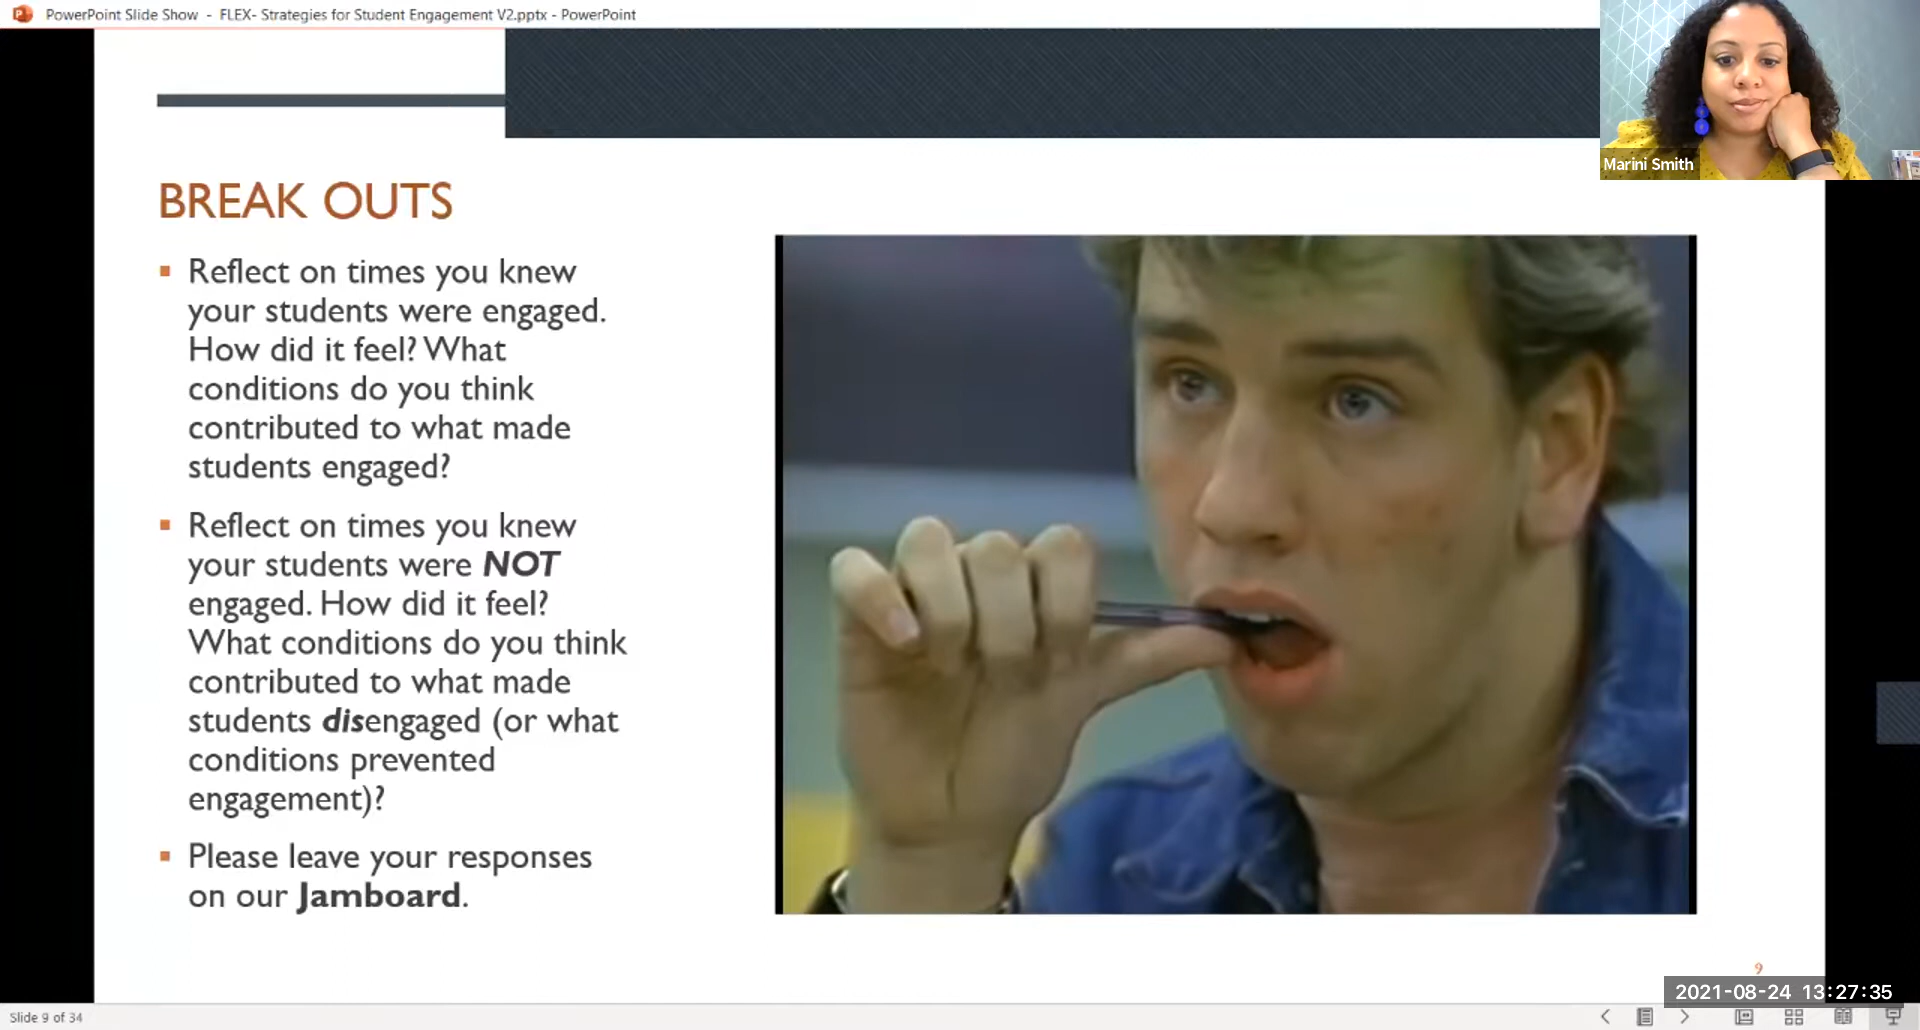 PowerPoint Slide Show - FLEX- Strategies for Student Engagement V2.pptx - PowerPoint
Marini Smith
BREAK OUTS
Reflect on times you knew
your students were engaged.
How did it feel? What
conditions do you think
contributed to what made
students engaged?
Reflect on times you knew
your students were NOT
engaged. How did it feel?
What conditions do you think
contributed to what made
students disengaged (or what
conditions prevented
engagement)?
Please leave your responses
on our Jamboard.
9
2021-08-24 13:27:35
Slide 9 of 34